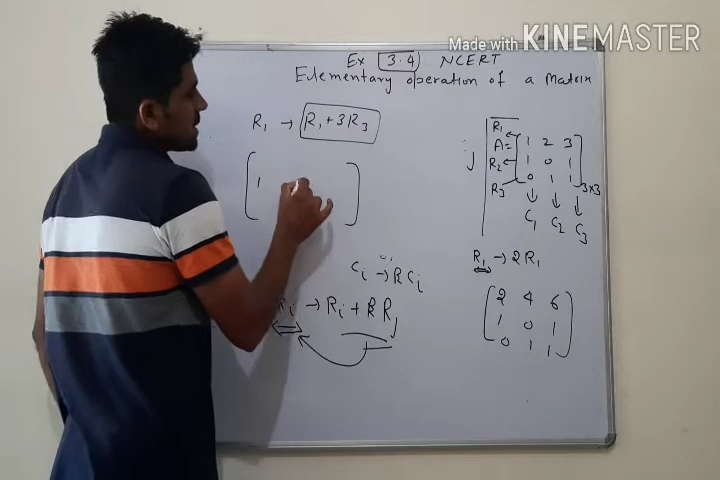 Made with KINEMASTER
Ex 3.4 NCERT
Elementary operation of a Matrix
R1 → R1 + 3R3
1
R1
A =
R2
R3
1 2 3
1 0 1
0 1 1
3×3
C1 C2 C3
R1 → 2R1
2 4 6
1 0 1
0 1 1
Ci → RCi
Ri → Ri + RRj